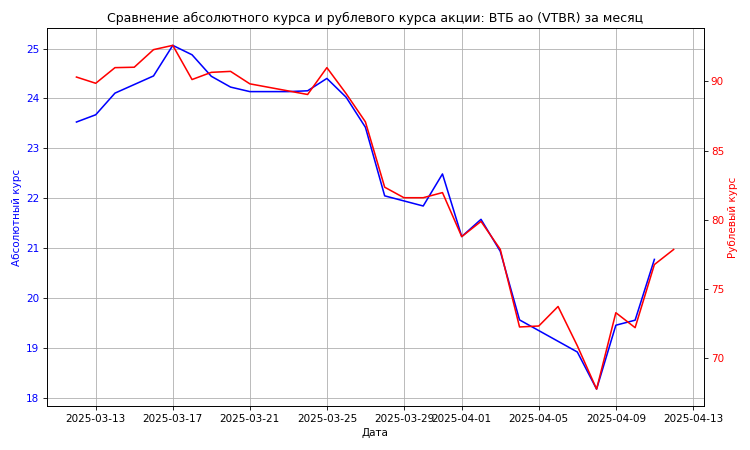 Сравнение абсолютного курса и рублевого курса акции: ВТБ ао (VTBR) за месяц
25
24
23
22
21
20
19
18
Абсолютный курс
90
85
80
75
70
Рублевый курс
2025-03-13 2025-03-17 2025-03-21 2025-03-25 2025-03-29 2025-04-01 2025-04-05 2025-04-09 2025-04-13
Дата